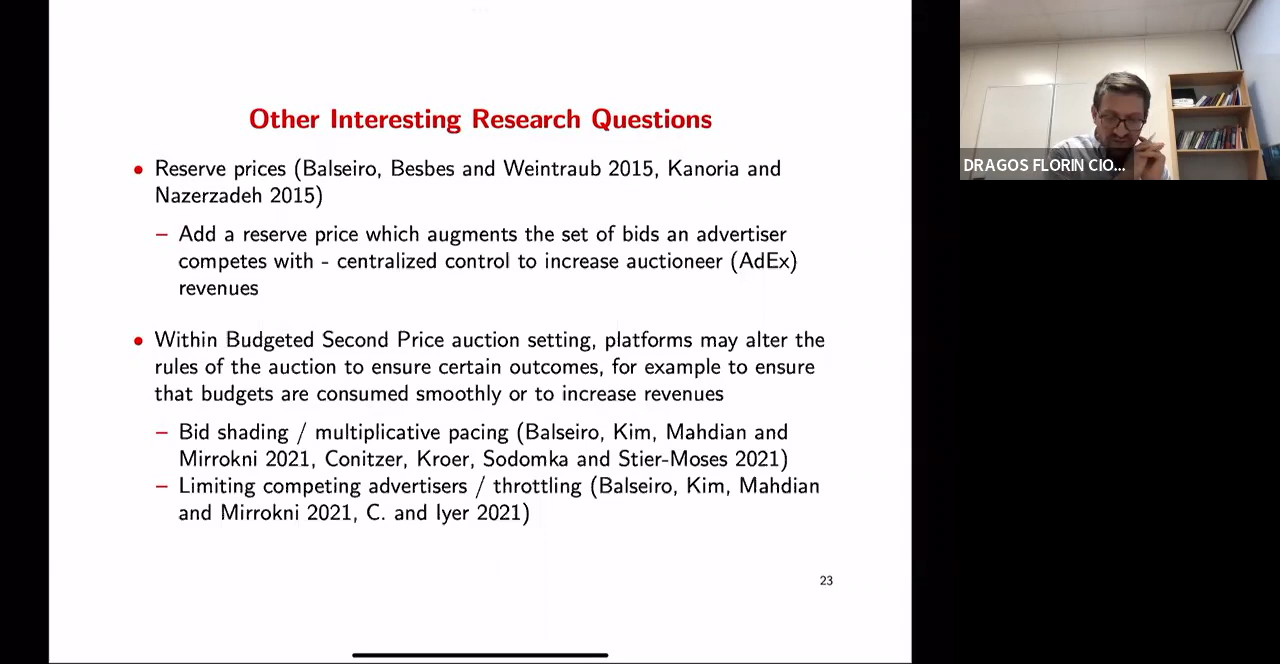 Other Interesting Research Questions
• Reserve prices (Balseiro, Besbes and Weintraub 2015, Kanoria and
Nazerzadeh 2015)
– Add a reserve price which augments the set of bids an advertiser
competes with - centralized control to increase auctioneer (AdEx)
revenues
• Within Budgeted Second Price auction setting, platforms may alter the
rules of the auction to ensure certain outcomes, for example to ensure
that budgets are consumed smoothly or to increase revenues
– Bid shading / multiplicative pacing (Balseiro, Kim, Mahdian and
Mirrokni 2021, Conitzer, Kroer, Sodomka and Stier-Moses 2021)
– Limiting competing advertisers / throttling (Balseiro, Kim, Mahdian
and Mirrokni 2021, C. and Iyer 2021)
23
DRAGOS FLORIN CIO...